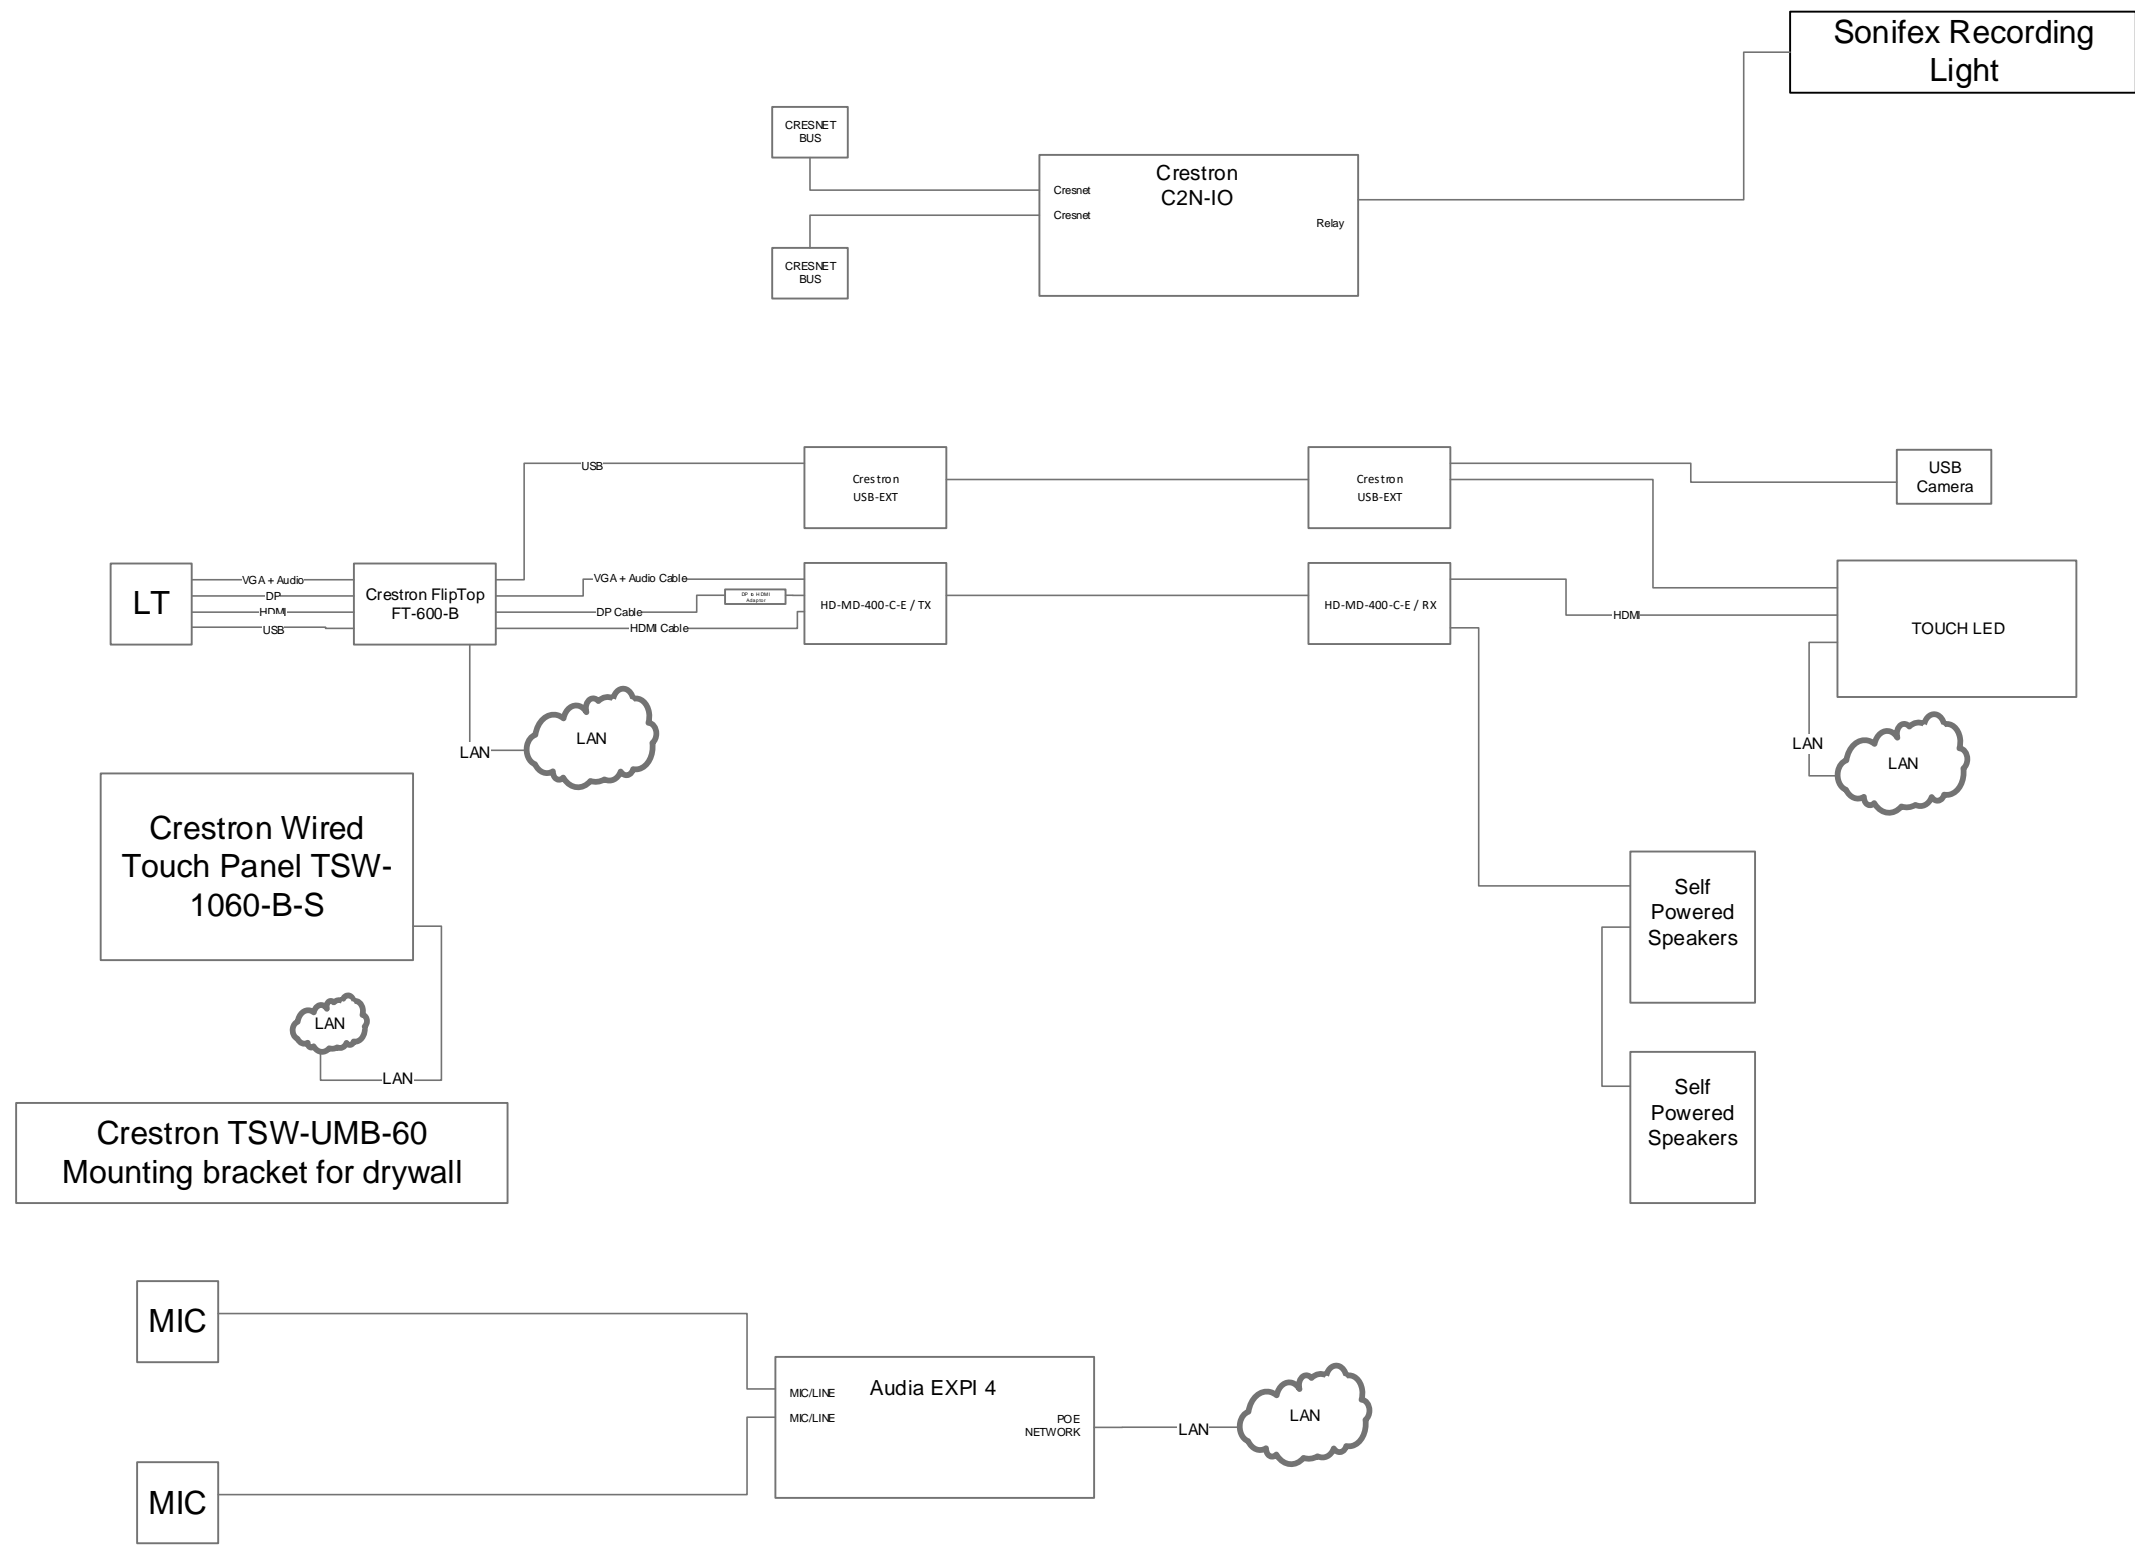 Sonifex Recording
Light
CRESNET
BUS
Crestron
C2N-IO
Cresnet
Cresnet
Relay
CRESNET
BUS
USB
Crestron
USB-EXT
Crestron
USB-EXT
USB
Camera
LT
VGA + Audio
DP
HDMI
USB
Crestron FlipTop
FT-600-B
VGA + Audio Cable
DP to HDMI
Adaptor
DP Cable
HDMI Cable
HD-MD-400-C-E / TX
HD-MD-400-C-E / RX
HDMI
TOUCH LED
LAN
LAN
LAN
LAN
Crestron Wired
Touch Panel TSW-
1060-B-S
LAN
LAN
Self
Powered
Speakers
Crestron TSW-UMB-60
Mounting bracket for drywall
Self
Powered
Speakers
MIC
MIC/LINE
MIC/LINE
Audia EXPI 4
POE
NETWORK
LAN
LAN
MIC